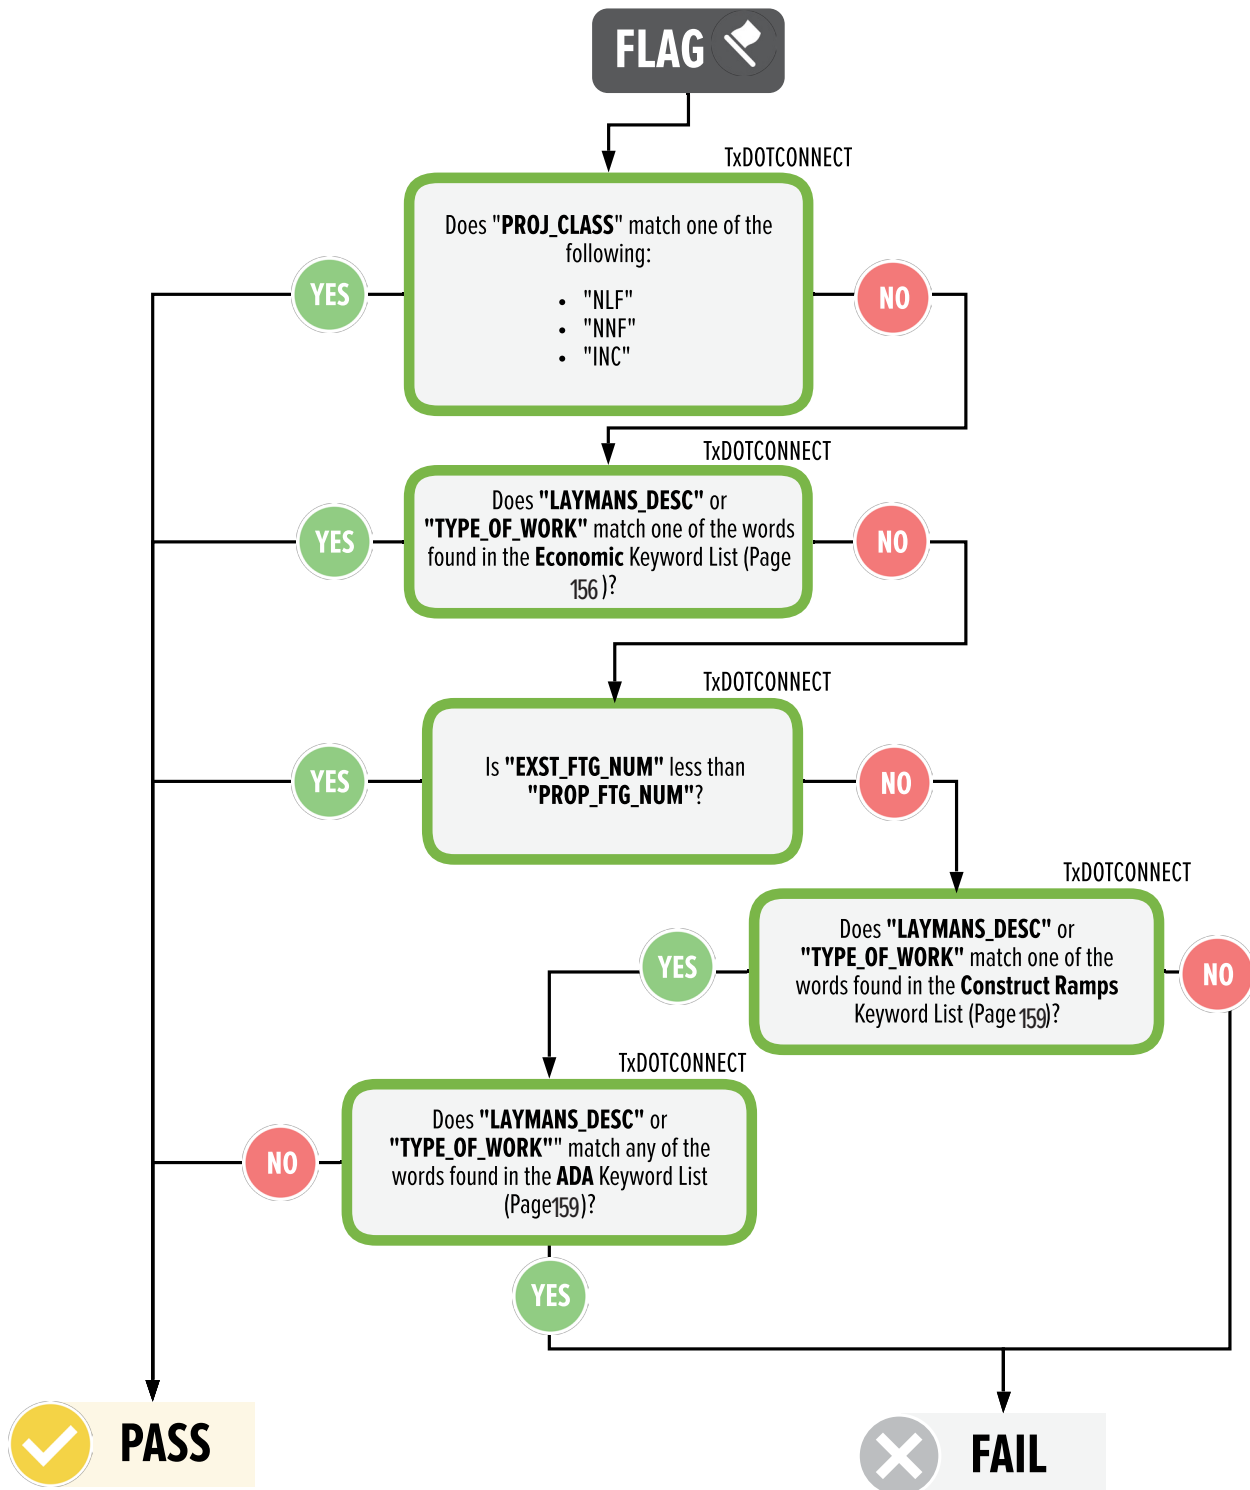 FLAG
TxDOTCONNECT
Does "PROJ_CLASS" match one of the
following:
• "NLF"
• "NNF"
• "INC"
YES
NO
TxDOTCONNECT
Does "LAYMANS_DESC" or
"TYPE_OF_WORK" match one of the words
found in the Economic Keyword List (Page
156)?
YES
NO
TxDOTCONNECT
Is "EXST_FTG_NUM" less than
"PROP_FTG_NUM"?
YES
NO
TxDOTCONNECT
Does "LAYMANS_DESC" or
"TYPE_OF_WORK" match one of the
words found in the Construct Ramps
Keyword List (Page 159)?
YES
NO
TxDOTCONNECT
Does "LAYMANS_DESC" or
"TYPE_OF_WORK"" match any of the
words found in the ADA Keyword List
(Page159)?
NO
YES
PASS
FAIL